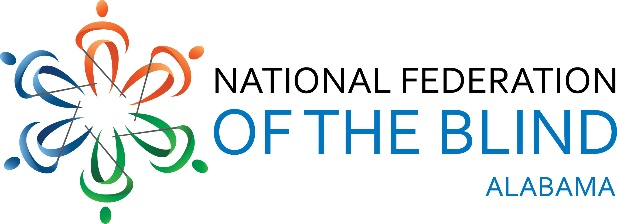 NATIONAL FEDERATION
OF THE BLIND
ALABAMA